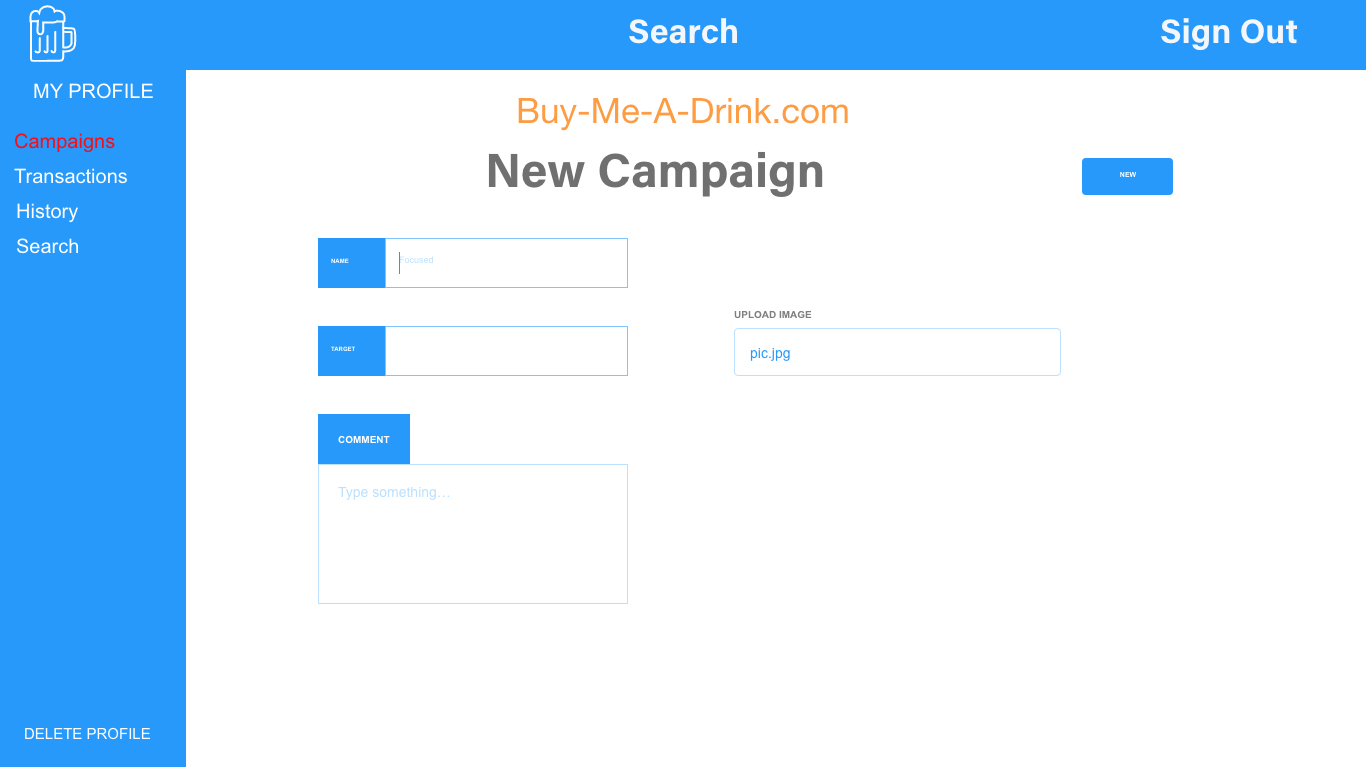 Search
Sign Out
MY PROFILE
Campaigns
Transactions
History
Search
DELETE PROFILE
Buy-Me-A-Drink.com
New Campaign
NEW
NAME
Focused
TARGET
UPLOAD IMAGE
pic.jpg
COMMENT
Type something...